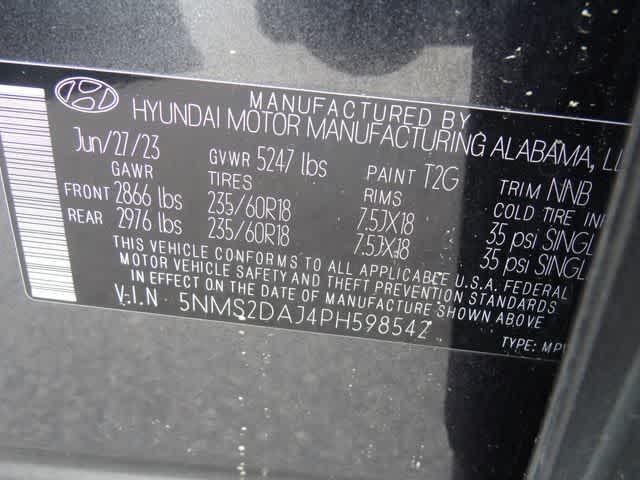 MANUFACTURED BY
HYUNDAI MOTOR MANUFACTURING ALABAMA,
Jun/27/23 GVWR 5247 lbs PAINT T2G TRIM NNB
GAWR TIRES RIMS COLD TIRE
FRONT 2866 lbs 235/60R18 7.5JX18 35 psi SINGL
REAR 2976 lbs 235/60R18 7.5JX18 35 psi SINGL
THIS VEHICLE CONFORMS TO ALL APPLICABLE U.S.A. FEDERAL
MOTOR VEHICLE SAFETY AND THEFT PREVENTION STANDARDS
IN EFFECT ON THE DATE OF MANUFACTURE SHOWN ABOVE.
V.I.N 5NMS2DAJ4PH598542
TYPE: MPV